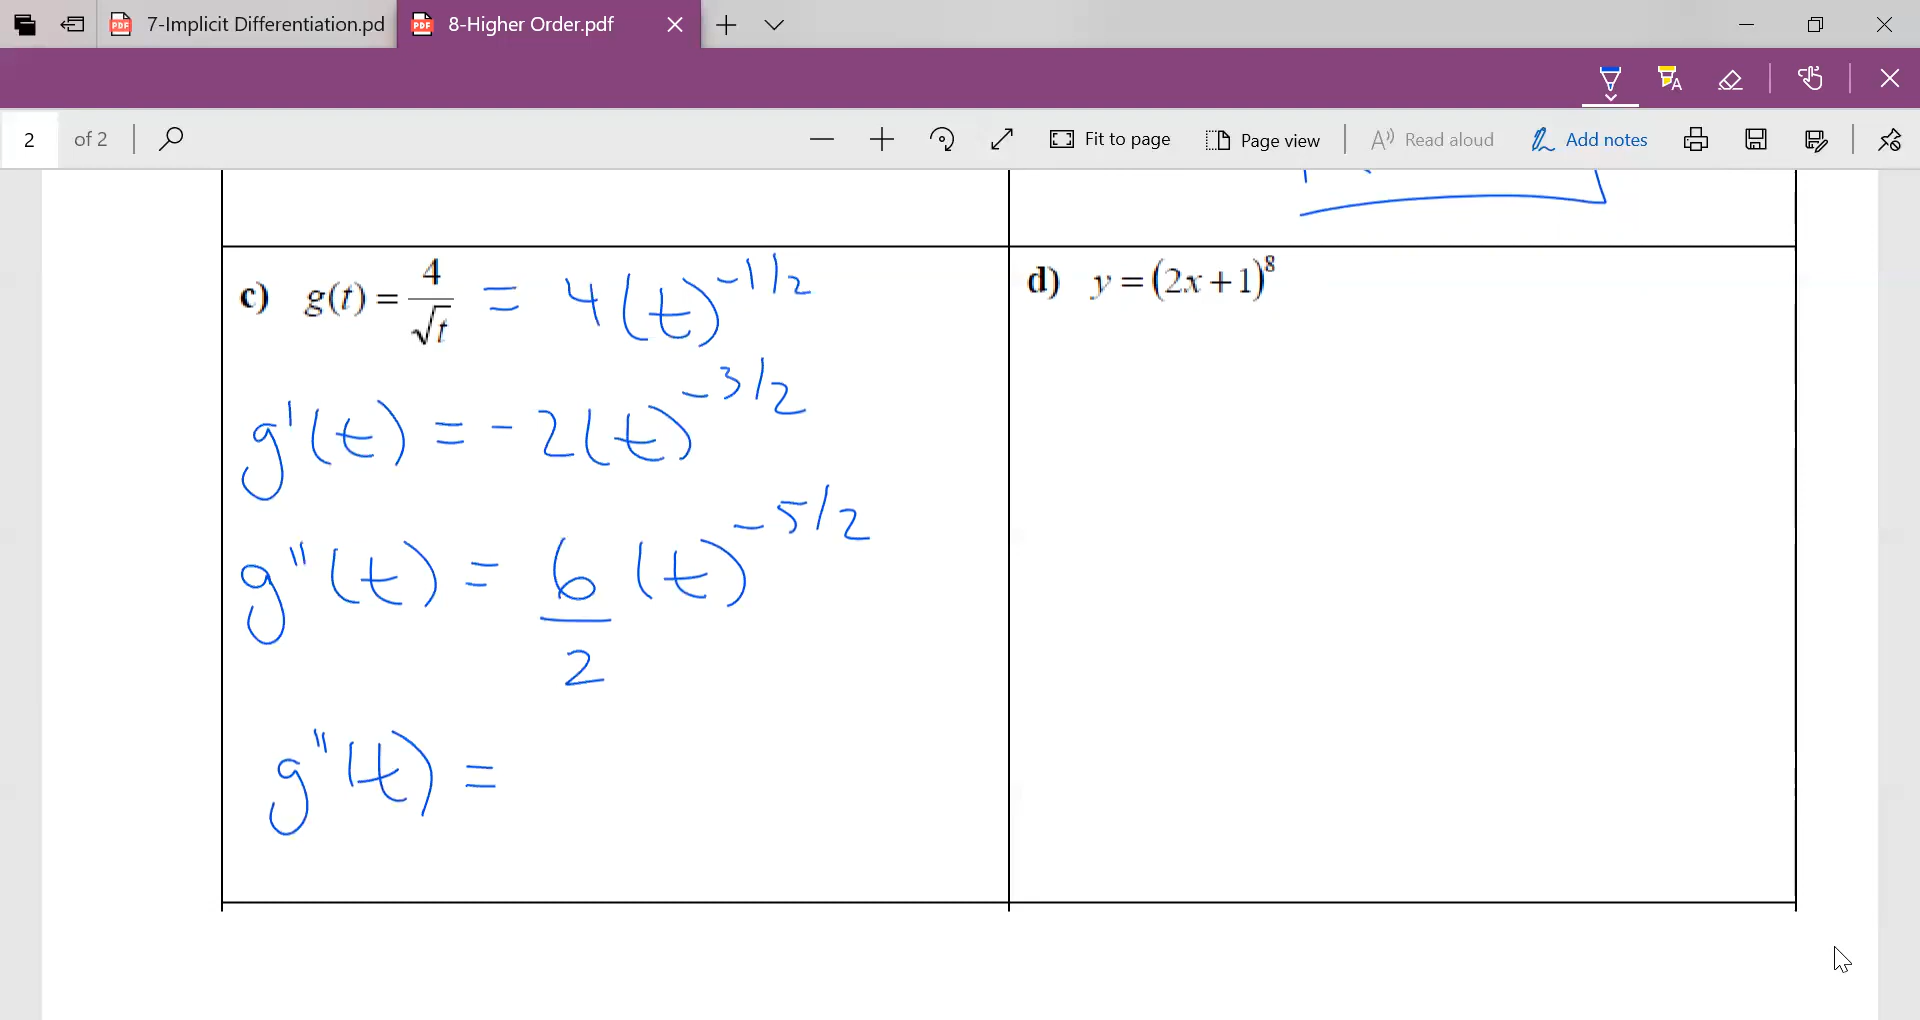 7-Implicit Differentiation.pd
8-Higher Order.pdf
2 of 2
Fit to page
Page view
Read aloud
Add notes
c) g(t) = 4/√t = 4(t)^-1/2
g'(t) = -2(t)^-3/2
g''(t) = 6/2 (t)^-5/2
g''(t) =
d) y = (2x+1)^8